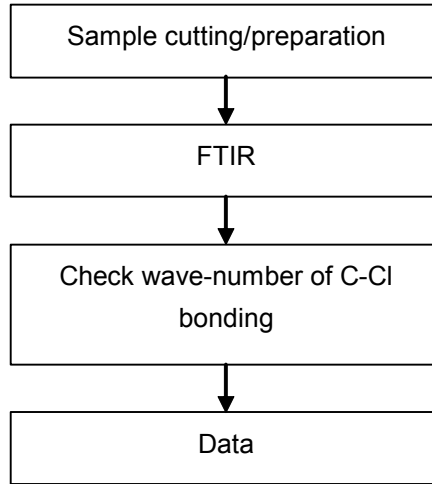 Sample cutting/preparation
FTIR
Check wave-number of C-Cl
bonding
Data